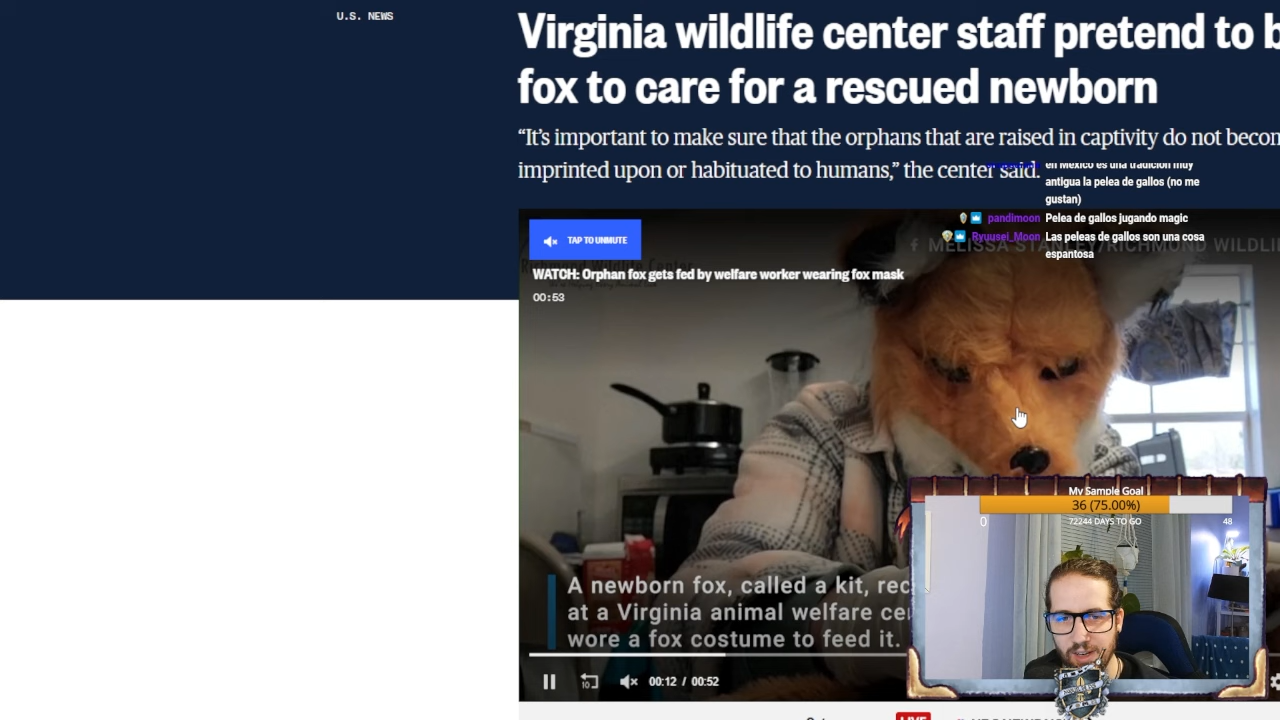 U.S. NEWS
Virginia wildlife center staff pretend to b
fox to care for a rescued newborn
“It's important to make sure that the orphans that are raised in captivity do not becom
imprinted upon or habituated to humans,” the center said.
en Mexico es una tradicion muy
antigua la pelea de gallos (no me
gustan)
pandimoon Pelea de gallos jugando magic
Ryuusei_Moon Las peleas de gallos son una cosa
espantosa
TAP TO UNMUTE
MELISSA STANLEY/RICHMOND WILDLI
WATCH: Orphan fox gets fed by welfare worker wearing fox mask
00:53
A newborn fox, called a kit, rec
at a Virginia animal welfare ce
wore a fox costume to feed it.
10
00:12 / 00:52
My Sample Goal
36 (75.00%)
0 72244 DAYS TO GO 48
LIVE